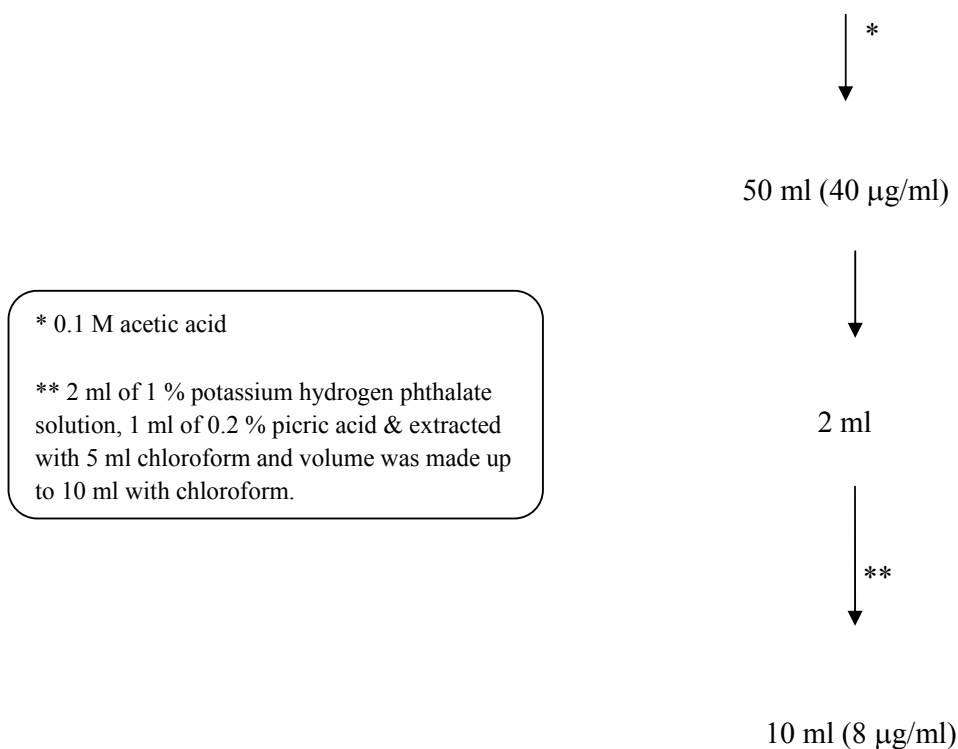 *
50 ml (40 μg/ml)
* 0.1 M acetic acid
** 2 ml of 1 % potassium hydrogen phthalate
solution, 1 ml of 0.2 % picric acid & extracted
with 5 ml chloroform and volume was made up
to 10 ml with chloroform.
2 ml
**
10 ml (8 μg/ml)